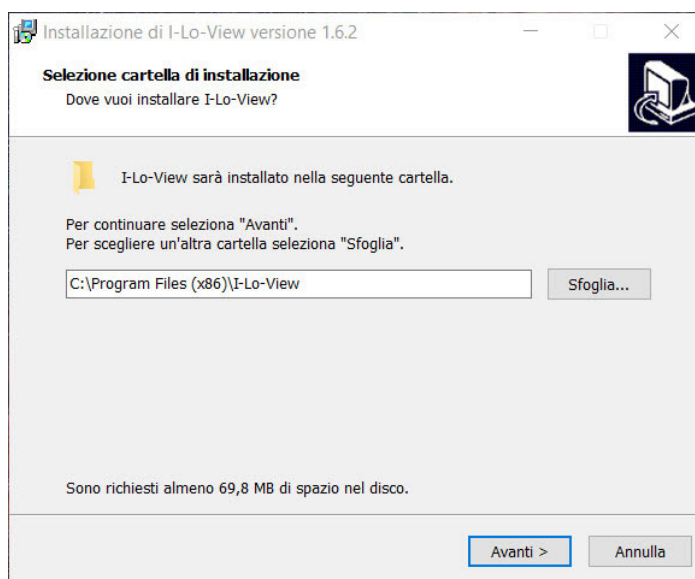 Installazione di I-Lo-View versione 1.6.2
Selezione cartella di installazione
Dove vuoi installare I-Lo-View?
I-Lo-View sarà installato nella seguente cartella.
Per continuare seleziona "Avanti".
Per scegliere un'altra cartella seleziona "Sfoglia".
C:\Program Files (x86)\I-Lo-View
Sfoglia...
Sono richiesti almeno 69,8 MB di spazio nel disco.
Avanti >
Annulla